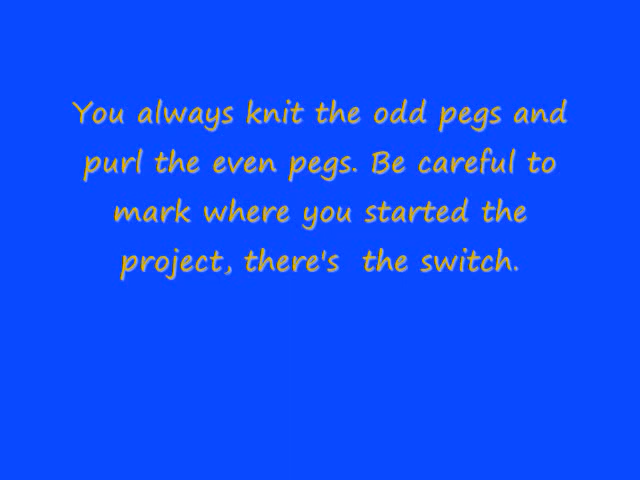 You always knit the odd pegs and
purl the even pegs. Be careful to
mark where you started the
project, there's  the switch.